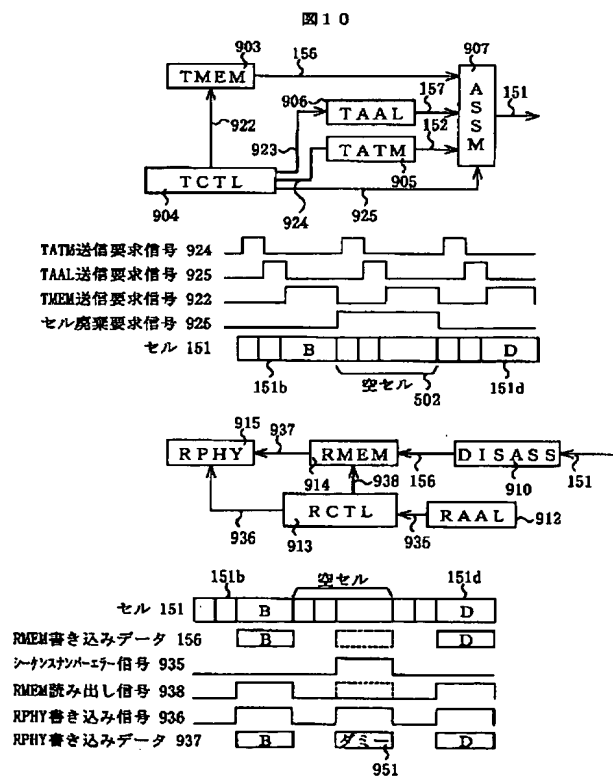 図10
903
156
907
TMEM
906
157
151
TAAL
ASSM
922
923
152
TATM
TCTL
905
904
924
925
TATM送信要求信号 924
TAAL送信要求信号 925
TMEM送信要求信号 922
セル廃棄要求信号 926
セル 151
B
D
151b
空セル
151d
502
915
937
RPHY
RMEM
DISASS
914
938
156
910
151
RCTL
RAAL
912
936
913
935
151b
空セル
151d
セル 151
B
D
RMEM書き込みデータ 156
B
D
シーケンスナンバーエラー信号 935
RMEM読み出し信号 938
RPHY書き込み信号 936
RPHY書き込みデータ 937
B
ダミー
D
951